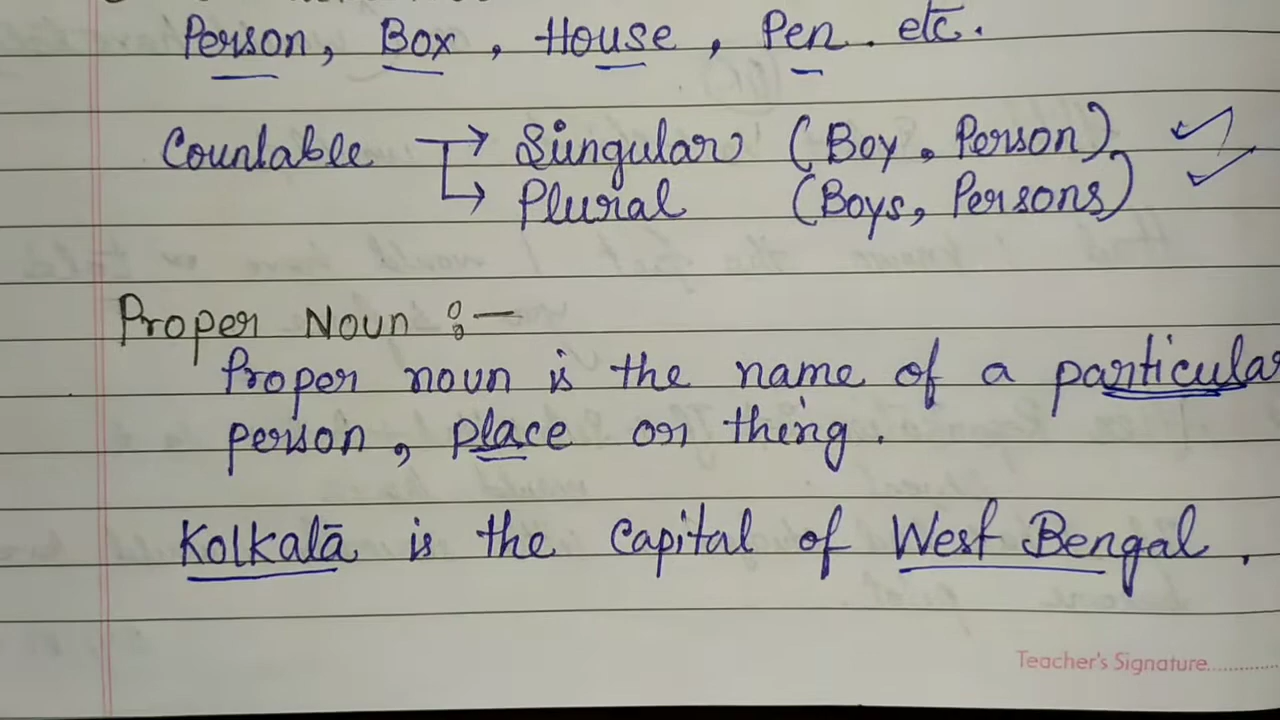 Person, Box, House, Pen. etc.
Countable → Singular (Boy, Person)
→ Plural (Boys, Persons)
Proper Noun :-
Proper noun is the name of a particular
person, place or thing.
Kolkata is the Capital of West Bengal.
Teacher's Signature..............